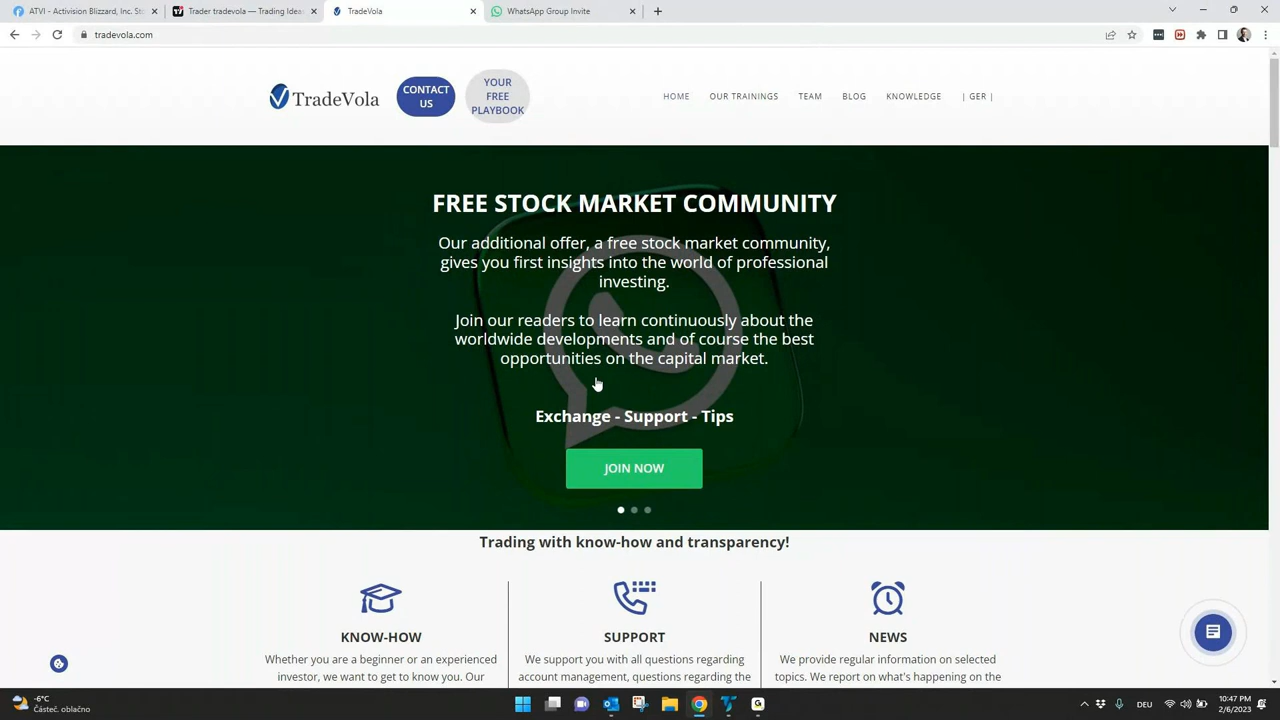 ATVI - Activision Blizzard, Inc. St
Trader tradevola — Trading Idea
TradeVola
WhatsApp Group Invite
tradevola.com
TradeVola
CONTACT
US
YOUR
FREE
PLAYBOOK
HOME
OUR TRAININGS
TEAM
BLOG
KNOWLEDGE
| GER |
FREE STOCK MARKET COMMUNITY
Our additional offer, a free stock market community,
gives you first insights into the world of professional
investing.
Join our readers to learn continuously about the
worldwide developments and of course the best
opportunities on the capital market.
Exchange - Support - Tips
JOIN NOW
Trading with know-how and transparency!
KNOW-HOW
Whether you are a beginner or an experienced
investor, we want to get to know you. Our
SUPPORT
We support you with all questions regarding
account management, questions regarding the
NEWS
We provide regular information on selected
topics. We report on what's happening on the
-6°C
Částeč. oblačno
DEU
10:47 PM
2/6/2023